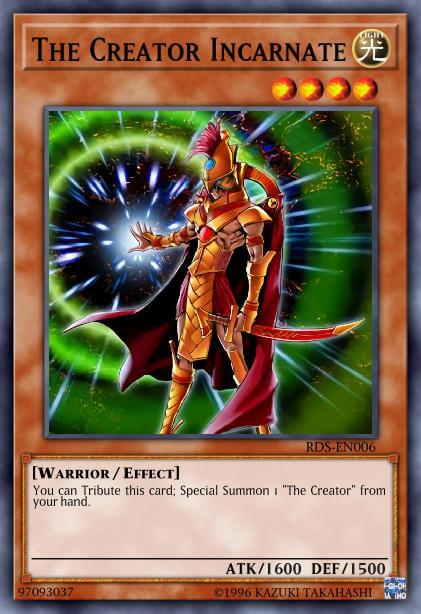 THE CREATOR INCARNATE
LIGHT
光
RDS-EN006
[WARRIOR/EFFECT]
You can Tribute this card; Special Summon 1 "The Creator" from
your hand.
ATK/1600 DEF/1500
97093037
©1996 KAZUKI TAKAHASHI